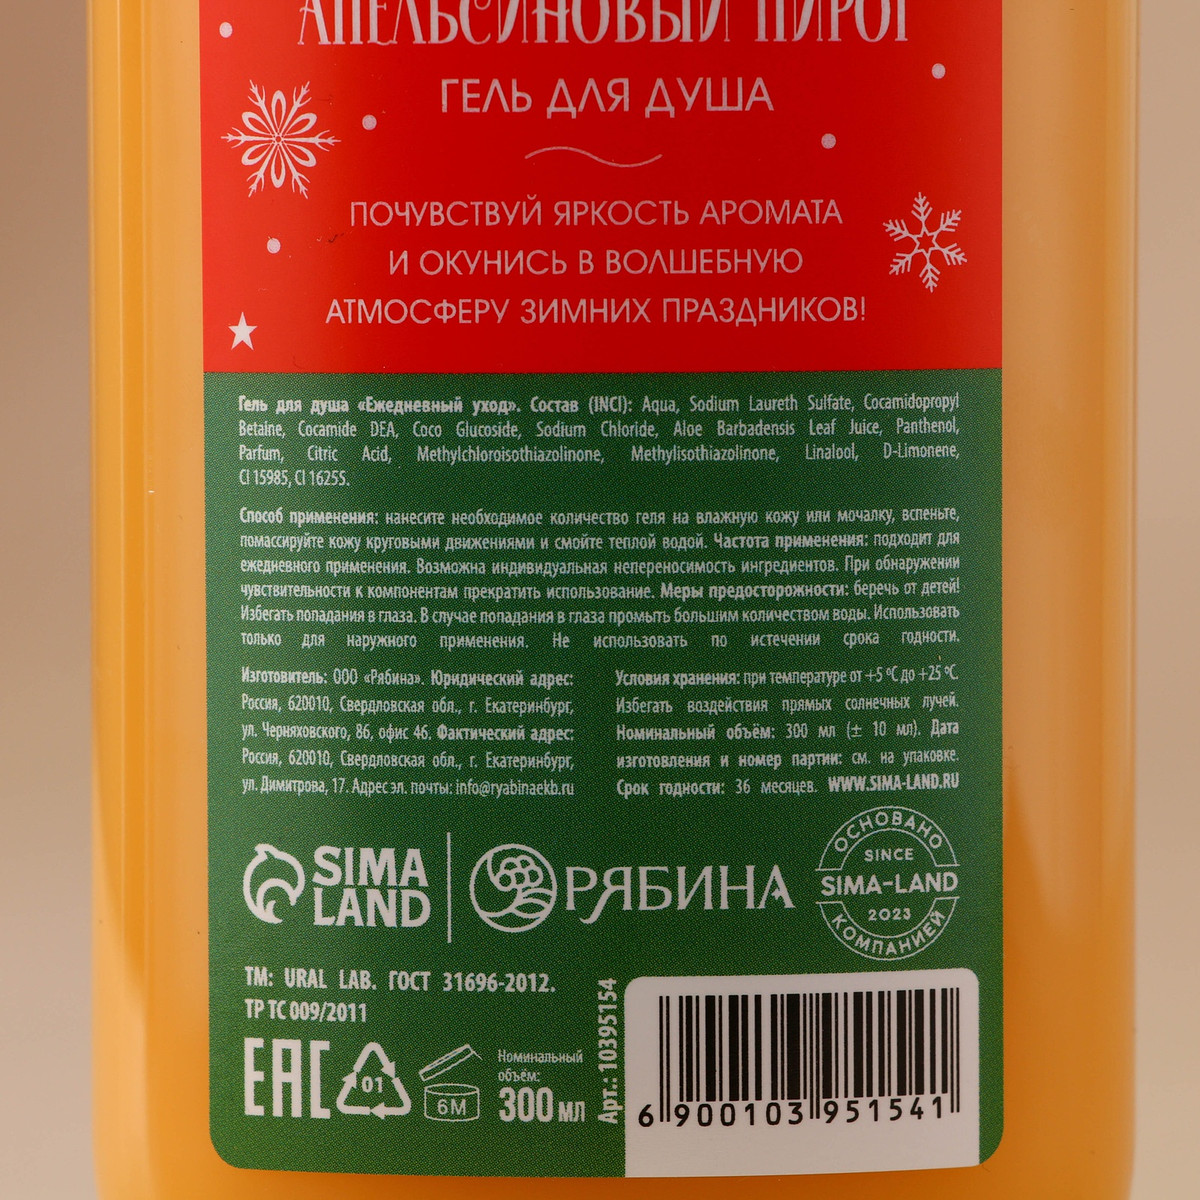 АПЕЛЬСИНОВЫЙ ПИРОГ
ГЕЛЬ ДЛЯ ДУША
ПОЧУВСТВУЙ ЯРКОСТЬ АРОМАТА
И ОКУНИСЬ В ВОЛШЕБНУЮ
АТМОСФЕРУ ЗИМНИХ ПРАЗДНИКОВ!
Гель для душа «Ежедневный уход». Состав (INCI): Aqua, Sodium Laureth Sulfate, Cocamidopropyl
Betaine, Cocamide DEA, Coco Glucoside, Sodium Chloride, Aloe Barbadensis Leaf Juice, Panthenol,
Parfum, Citric Acid, Methylchloroisothiazolinone, Methylisothiazolinone, Linalool, D-Limonene,
CI 15985, CI 16255.
Способ применения: нанесите необходимое количество геля на влажную кожу или мочалку, вспеньте,
помассируйте кожу круговыми движениями и смойте теплой водой. Частота применения: подходит для
ежедневного применения. Возможна индивидуальная непереносимость ингредиентов. При обнаружении
чувствительности к компонентам прекратить использование. Меры предосторожности: беречь от детей!
Избегать попадания в глаза. В случае попадания в глаза промыть большим количеством воды. Использовать
только для наружного применения. Не использовать по истечении срока годности.
Изготовитель: ООО «Рябина». Юридический адрес:
Россия, 620010, Свердловская обл., г. Екатеринбург,
ул. Черняховского, 86, офис 46. Фактический адрес:
Россия, 620010, Свердловская обл., г. Екатеринбург,
ул. Димитрова, 17. Адрес эл. почты: info@ryabinaekb.ru
Условия хранения: при температуре от +5 °С до +25 °С.
Избегать воздействия прямых солнечных лучей.
Номинальный объём: 300 мл (± 10 мл). Дата
изготовления и номер партии: см. на упаковке.
Срок годности: 36 месяцев. WWW.SIMA-LAND.RU
SIMA
LAND
РЯБИНА
ОСНОВАНО
SINCE
SIMA-LAND
2023
КОМПАНИЕЙ
ТМ: URAL LAB. ГОСТ 31696-2012.
ТР ТС 009/2011
EAC
01
6M
Номинальный
объём:
300 мл
Арт.: 10395154
6 900103 951541